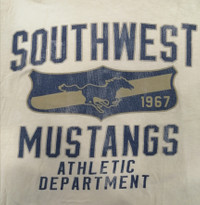 SOUTHWEST
1967
MUSTANGS
ATHLETIC
DEPARTMENT